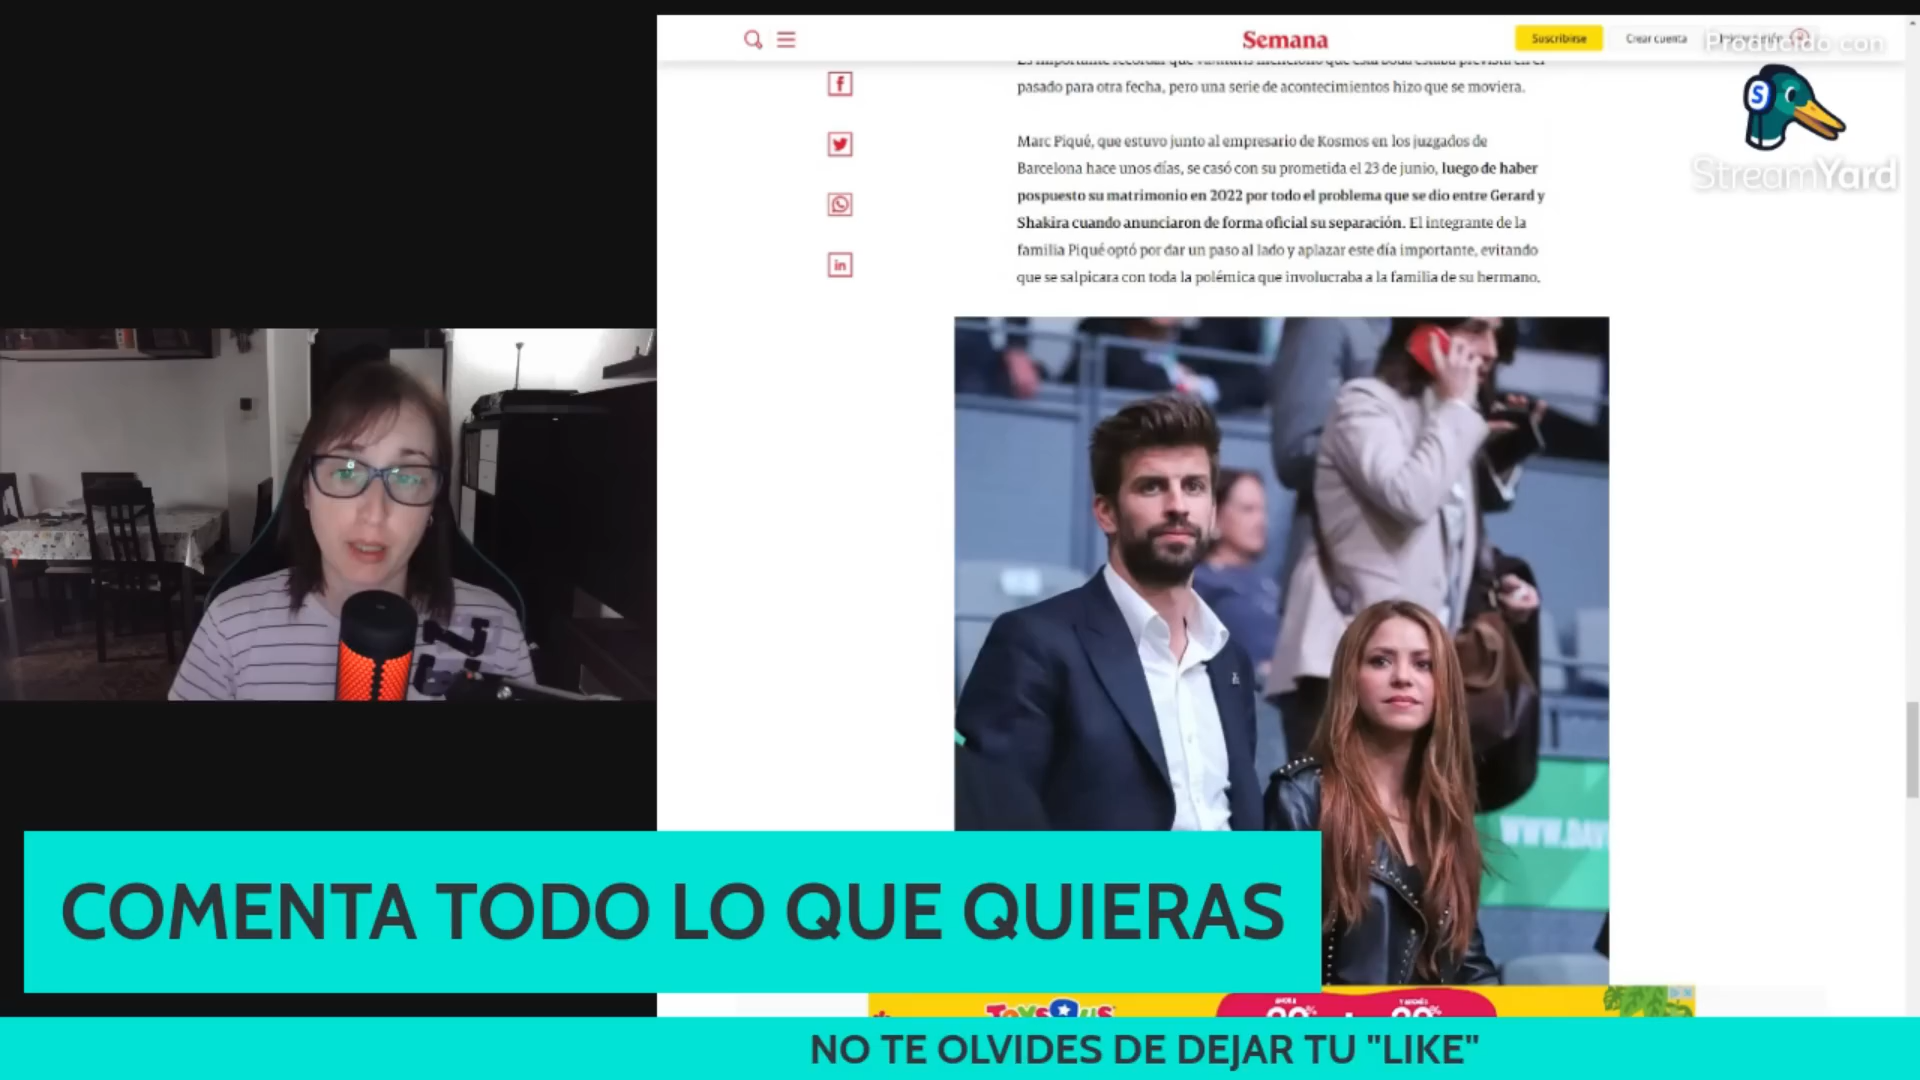 Semana
Suscribirse
Crear cuenta
Producido con
StreamYard
pasado para otra fecha, pero una serie de acontecimientos hizo que se moviera.
Marc Piqué, que estuvo junto al empresario de Kosmos en los juzgados de
Barcelona hace unos días, se casó con su prometida el 23 de junio, luego de haber
pospuesto su matrimonio en 2022 por todo el problema que se dio entre Gerard y
Shakira cuando anunciaron de forma oficial su separación. El integrante de la
familia Piqué optó por dar un paso al lado y aplazar este día importante, evitando
que se salpicara con toda la polémica que involucraba a la familia de su hermano.
COMENTA TODO LO QUE QUIERAS
NO TE OLVIDES DE DEJAR TU "LIKE"